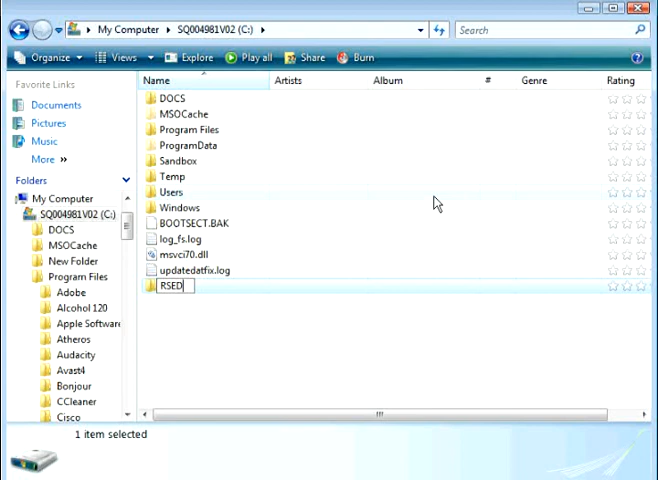 My Computer ▸ SQ004981V02 (C:) ▸
Search
Organize Views Explore Play all Share Burn
Favorite Links
Documents
Pictures
Music
More »
Folders
My Computer
SQ004981V02 (C:)
DOCS
MSOCache
New Folder
Program Files
Adobe
Alcohol 120
Apple Software
Atheros
Audacity
Avast4
Bonjour
CCleaner
Cisco
Name Artists Album # Genre Rating
DOCS
MSOCache
Program Files
ProgramData
Sandbox
Temp
Users
Windows
BOOTSECT.BAK
log_fs.log
msvci70.dll
updatedatfix.log
RSED
1 item selected